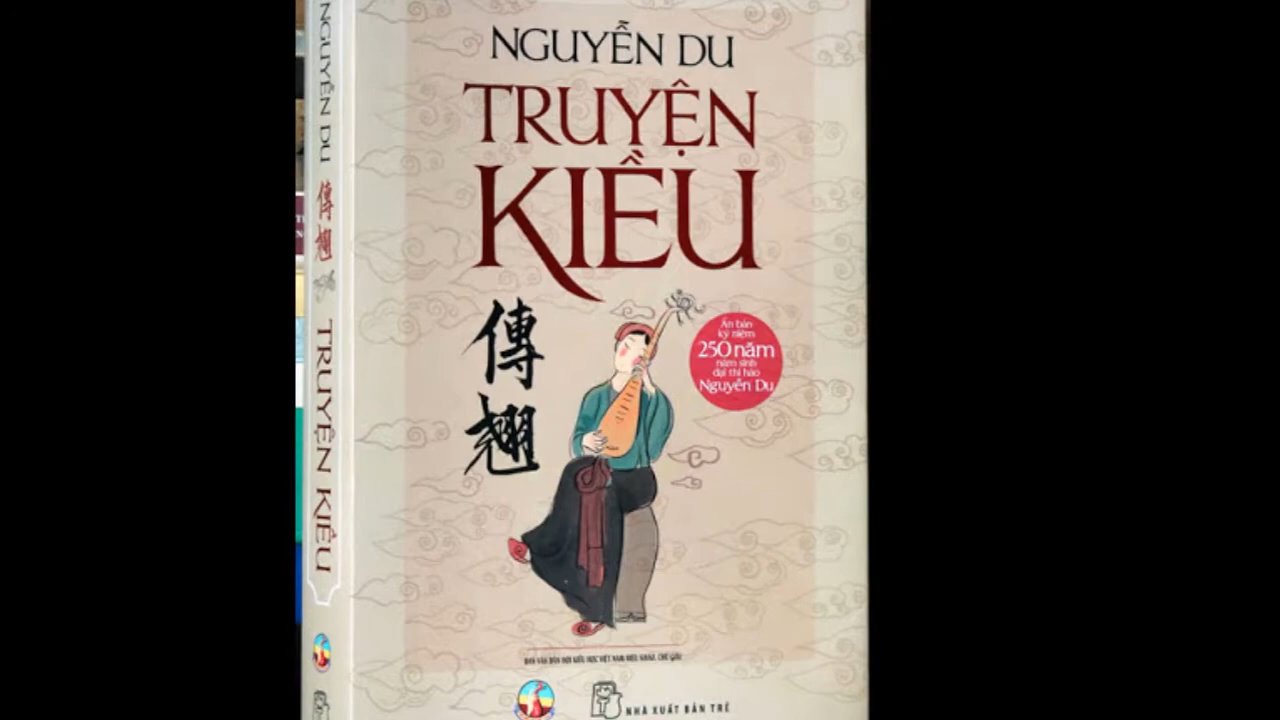 NGUYỄN DU
TRUYỆN
KIỀU
傳
翹
Ấn bản
kỷ niệm
250 năm
năm sinh
đại thi hào
Nguyễn Du
NHÀ XUẤT BẢN TRẺ
NGUYỄN DU
傳翹
TRUYỆN KIỀU